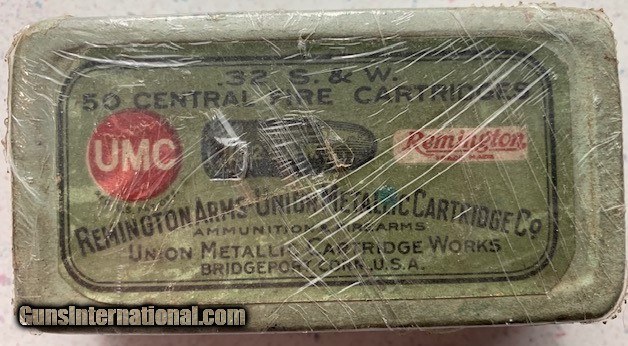 .32 S. & W.
50 CENTRAL FIRE CARTRIDGES
UMC
Remington
REMINGTON ARMS-UNION METALLIC CARTRIDGE CO
AMMUNITION & FIREARMS
UNION METALLIC CARTRIDGE WORKS
BRIDGEPORT, CONN., U.S.A.
GunsInternational.com